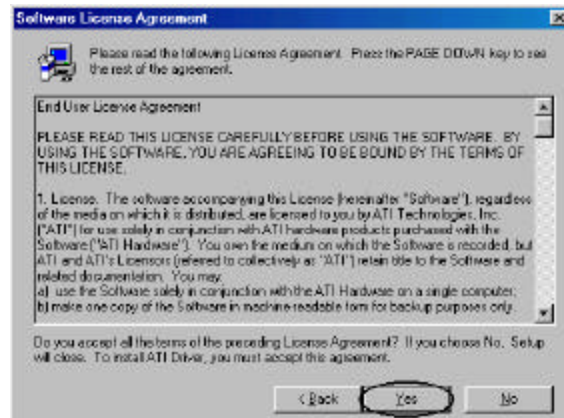 Software License Agreement
Please read the following License Agreement. Press the PAGE DOWN key to see
the rest of the agreement.
End User License Agreement
PLEASE READ THIS LICENSE CAREFULLY BEFORE USING THE SOFTWARE. BY
USING THE SOFTWARE, YOU ARE AGREEING TO BE BOUND BY THE TERMS OF
THIS LICENSE.
1. License. The software accompanying this License (hereinafter "Software"), regardless
of the media on which it is distributed, are licensed to you by ATI Technologies, Inc.
("ATI") for use solely in conjunction with ATI hardware products purchased with the
Software ("ATI Hardware"). You own the medium on which the Software is recorded, but
ATI and ATI's Licensors (referred to collectively as "ATI") retain title to the Software and
related documentation. You may:
a) use the Software solely in conjunction with the ATI Hardware on a single computer;
b) make one copy of the Software in machine-readable form for backup purposes only.
Do you accept all the terms of the preceding License Agreement? If you choose No, Setup
will close. To install ATI Driver, you must accept this agreement.
< Back
Yes
No